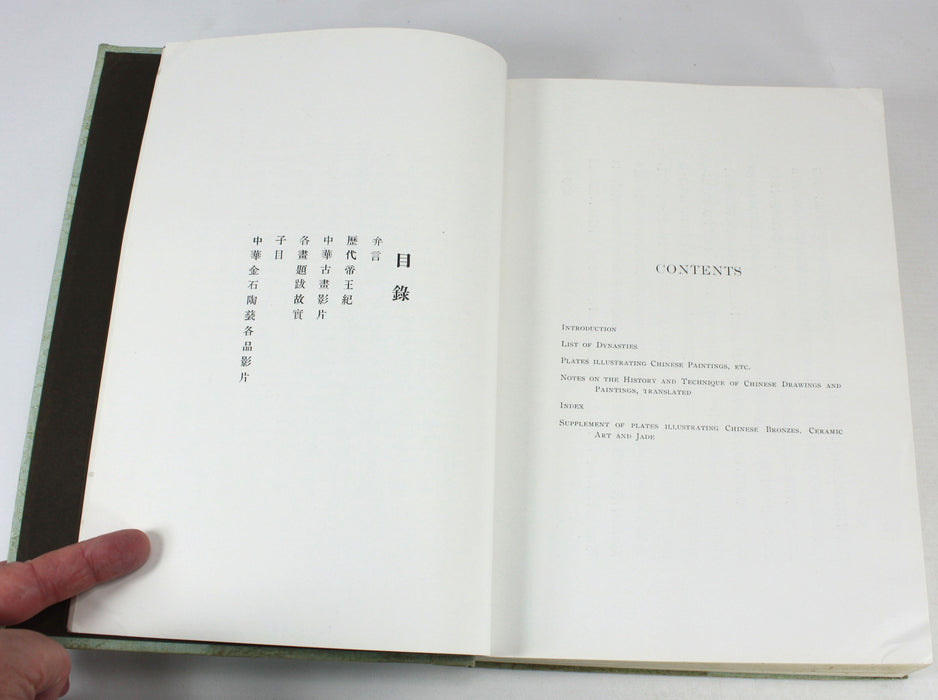 目錄
弁言
歷代帝王紀
中華古畫影片
各畫題跋故實
子目
中華金石陶裝各品影片
CONTENTS
INTRODUCTION
LIST OF DYNASTIES
PLATES ILLUSTRATING CHINESE PAINTINGS, ETC.
NOTES ON THE HISTORY AND TECHNIQUE OF CHINESE DRAWINGS AND
PAINTINGS, TRANSLATED
INDEX
SUPPLEMENT OF PLATES ILLUSTRATING CHINESE BRONZES, CERAMIC
ART AND JADE